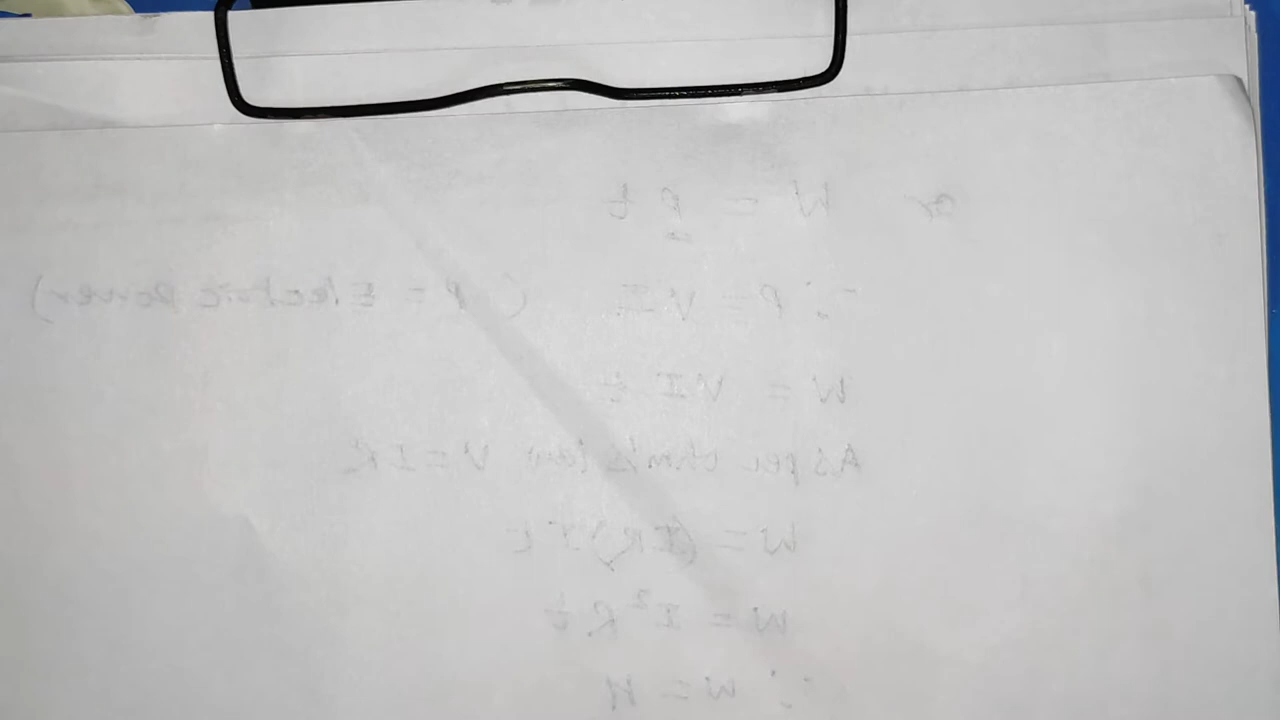 or W = P t
∵ P = VI (P = Electric Power)
W = VI t
As per ohm's law V = IR
W = (IR) I t
W = I²R t
∵ W = H